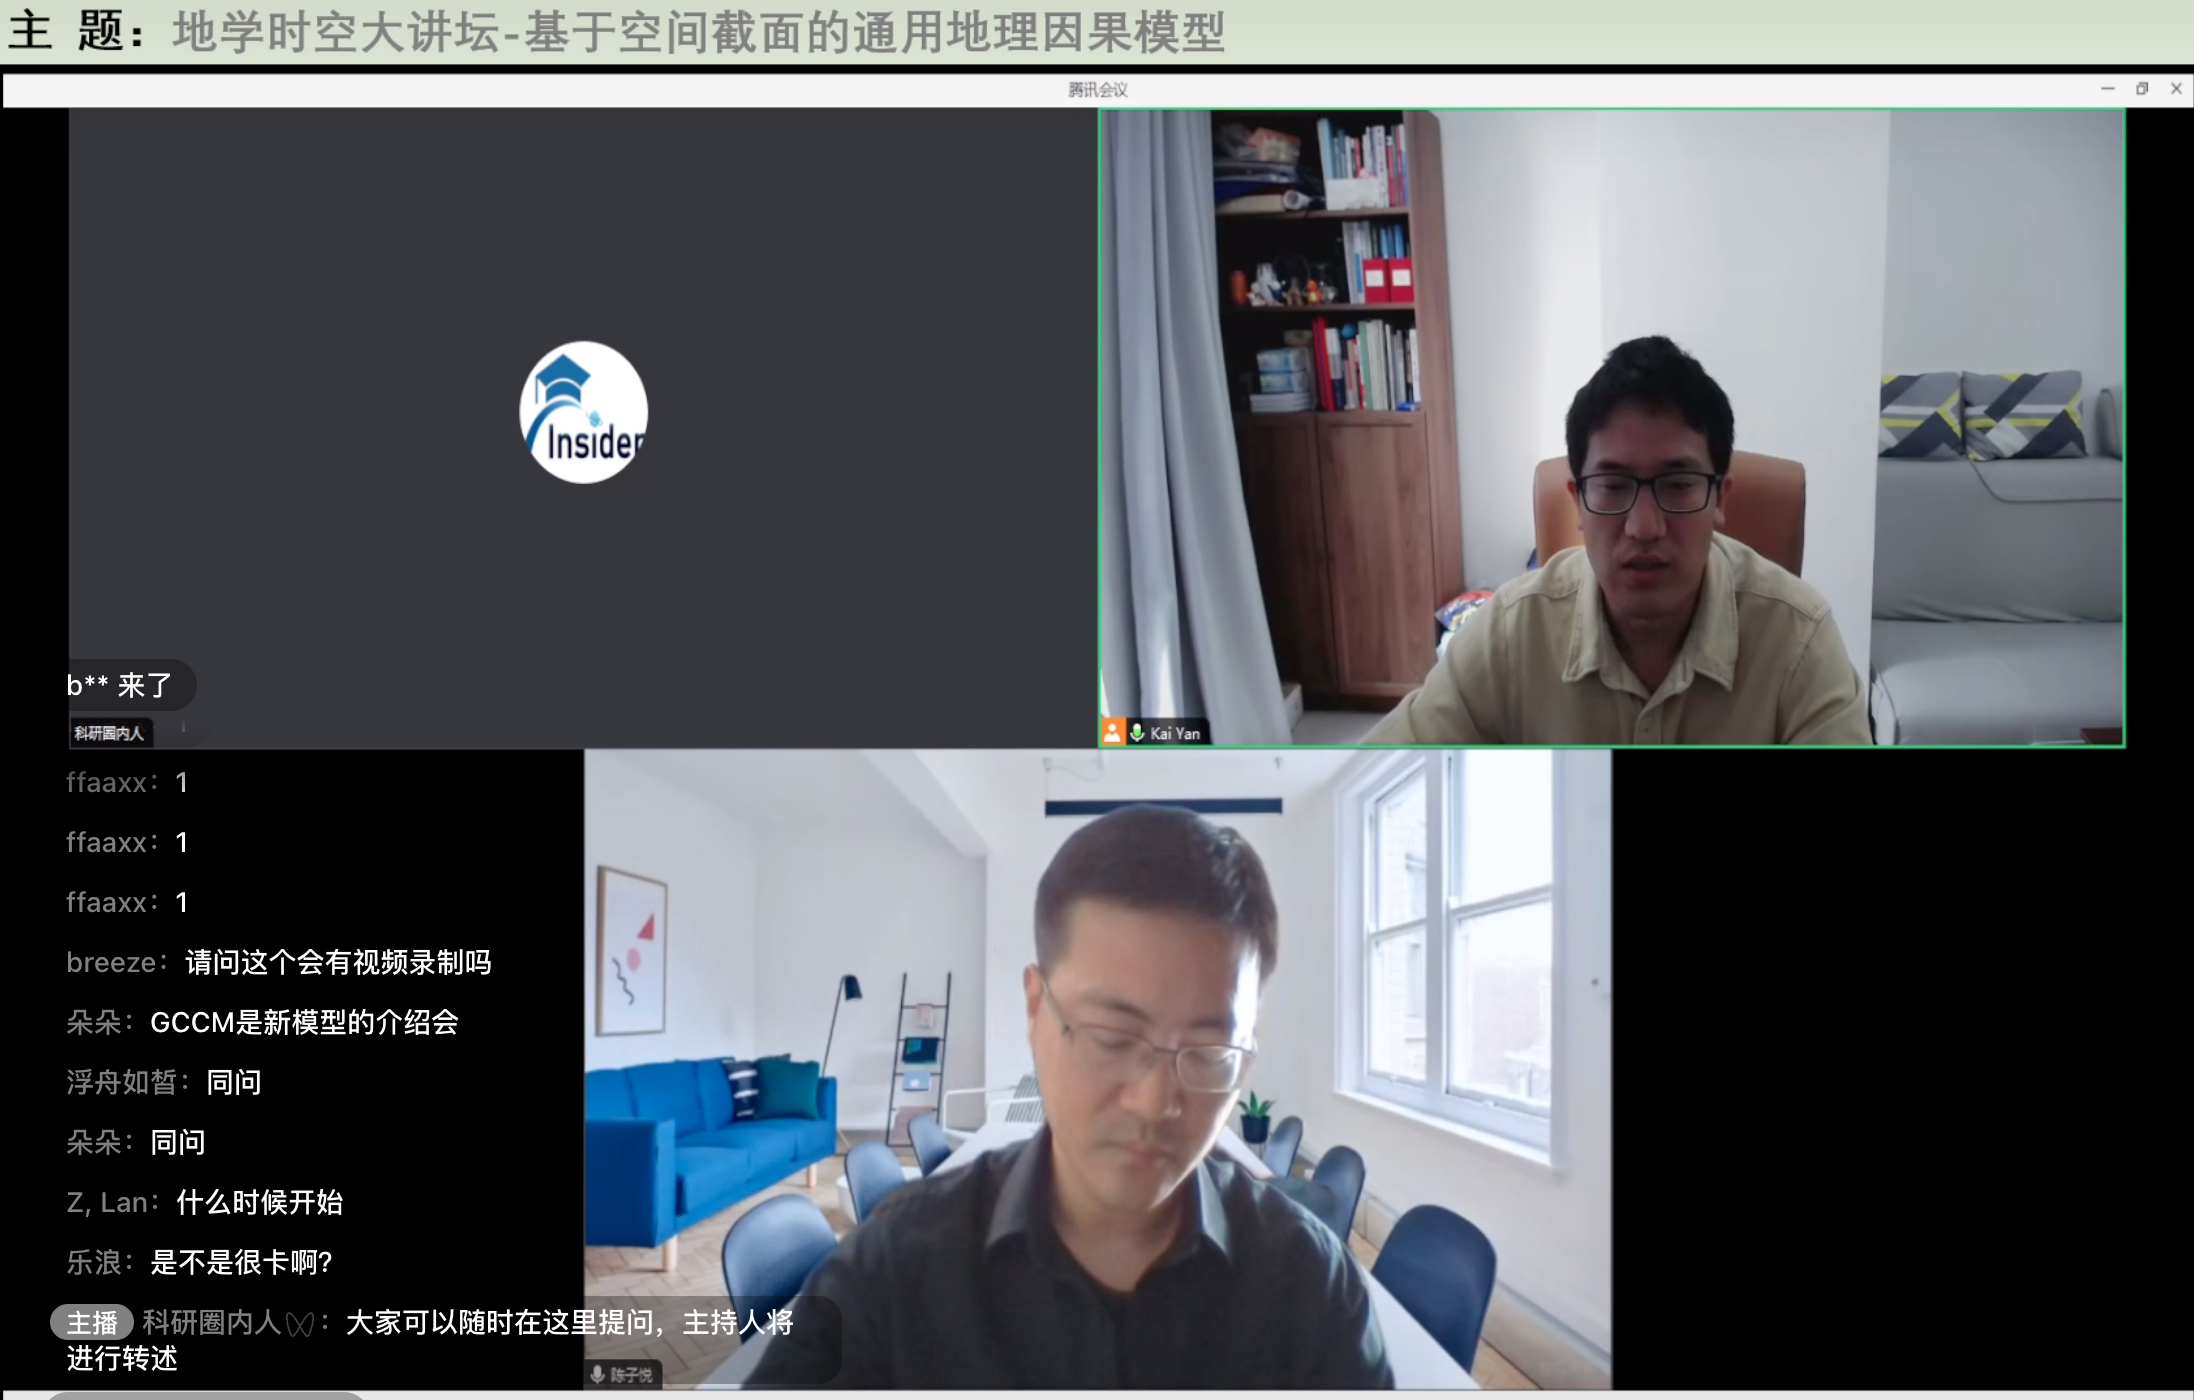 主 题：地学时空大讲坛-基于空间截面的通用地理因果模型
腾讯会议
Insider
b** 来了
科研圈内人
Kai Yan
ffaaxx：1
ffaaxx：1
ffaaxx：1
breeze：请问这个会有视频录制吗
朵朵：GCCM是新模型的介绍会
浮舟如皙：同问
朵朵：同问
Z, Lan：什么时候开始
乐浪：是不是很卡啊?
主播 科研圈内人：大家可以随时在这里提问，主持人将
进行转述
陈子悦